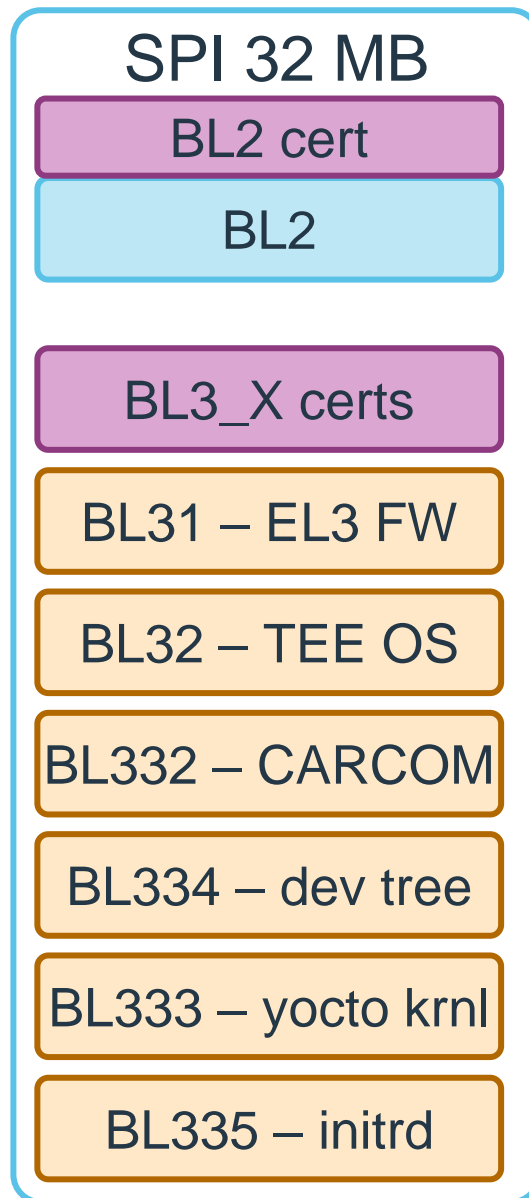 SPI 32 MB
BL2 cert
BL2
BL3_X certs
BL31 – EL3 FW
BL32 – TEE OS
BL332 – CARCOM
BL334 – dev tree
BL333 – yocto krnl
BL335 – initrd